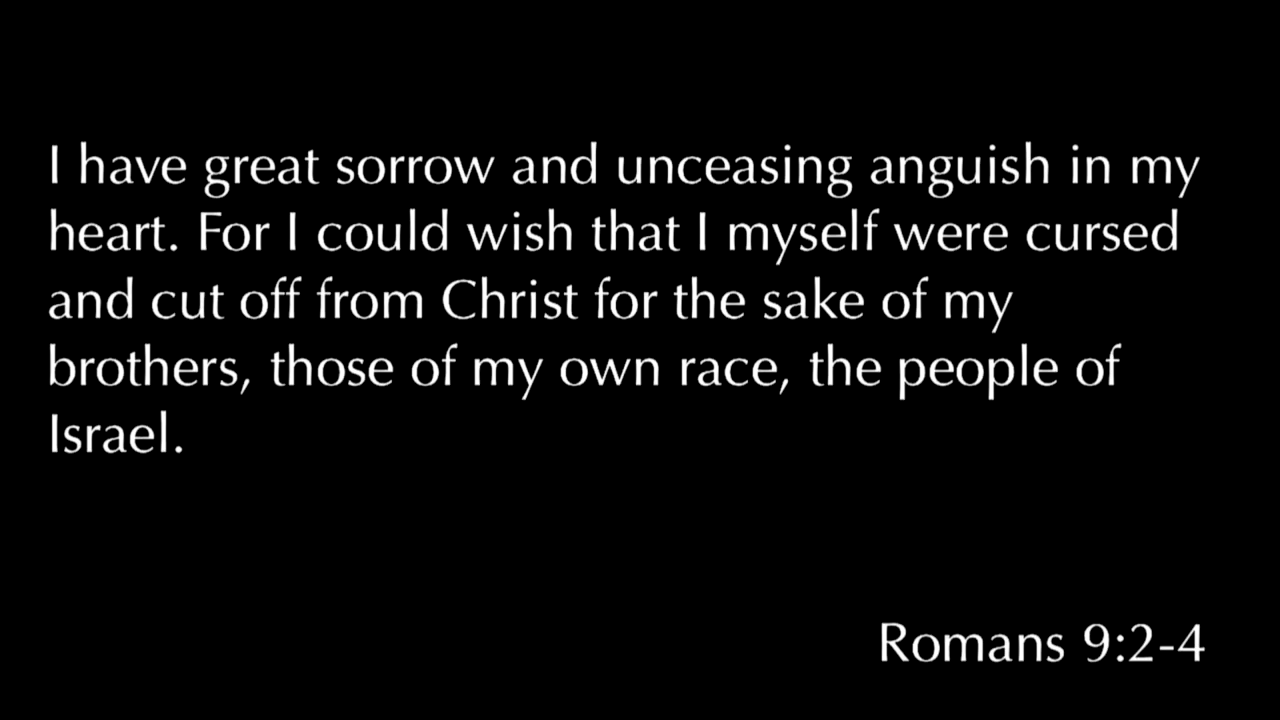 I have great sorrow and unceasing anguish in my
heart. For I could wish that I myself were cursed
and cut off from Christ for the sake of my
brothers, those of my own race, the people of
Israel.
Romans 9:2-4